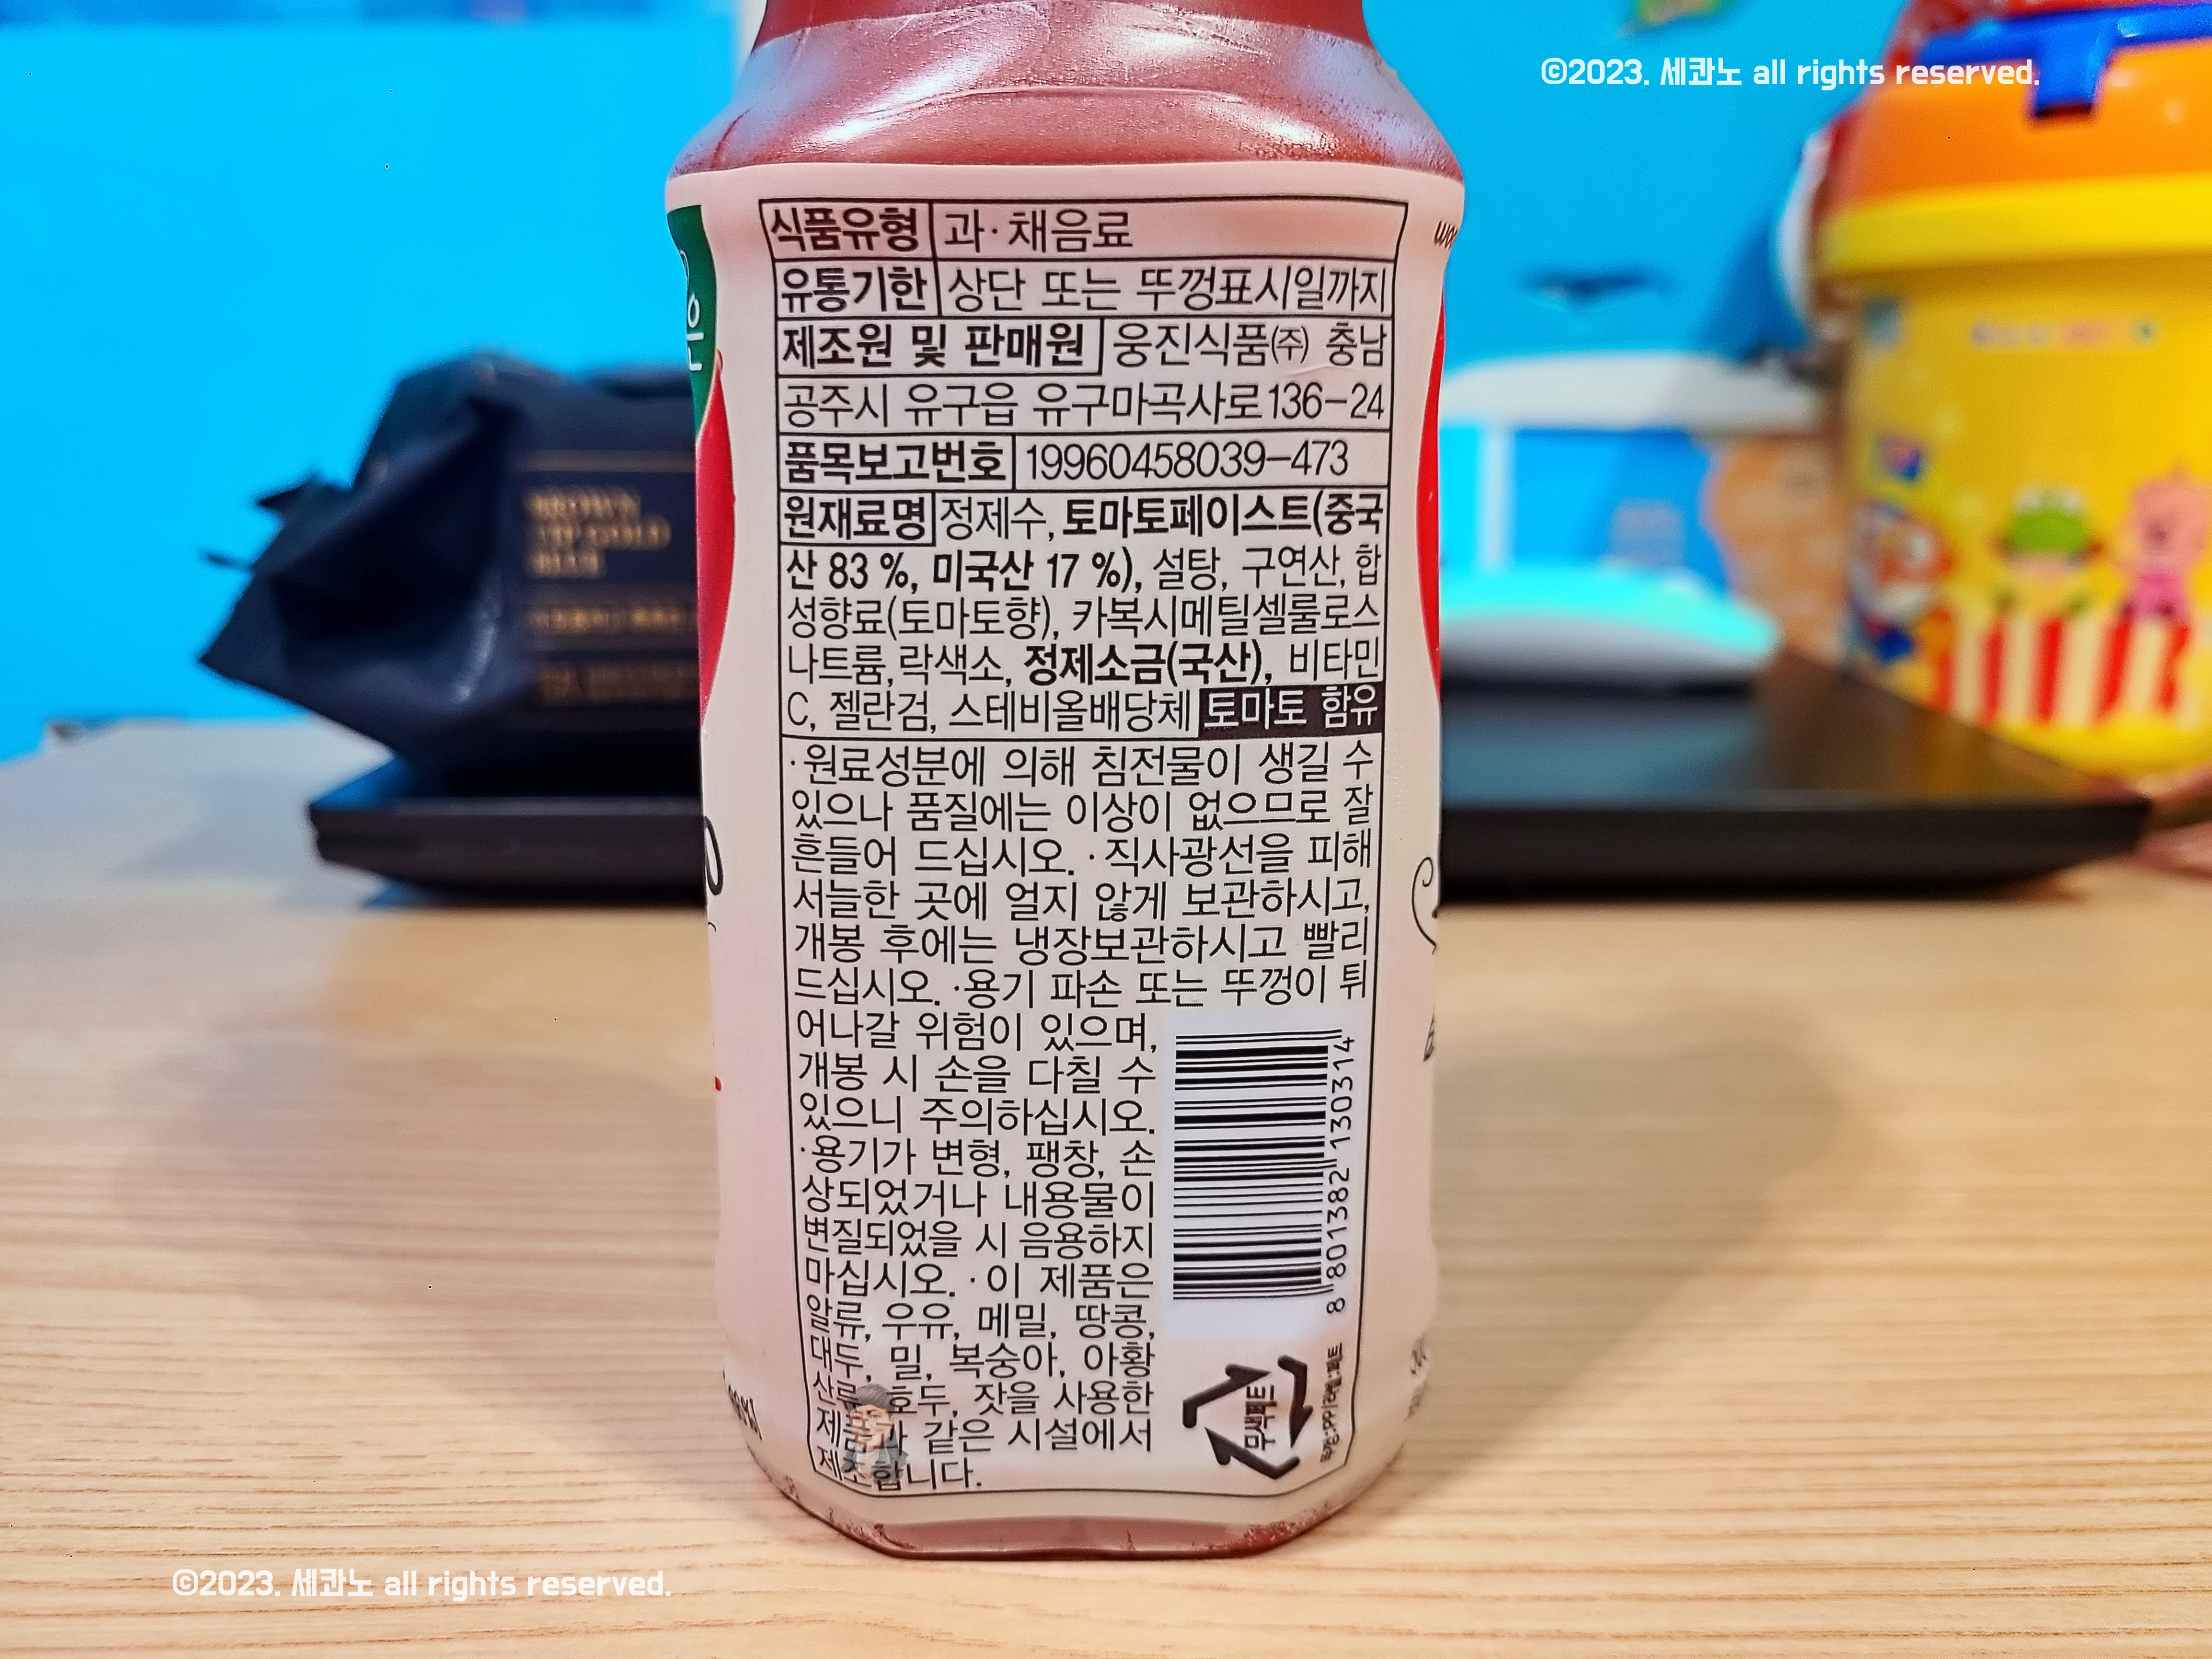 ©2023. 세콴노 all rights reserved.
식품유형 과·채음료
유통기한 상단 또는 뚜껑표시일까지
제조원 및 판매원 웅진식품㈜ 충남
공주시 유구읍 유구마곡사로136-24
품목보고번호 19960458039-473
원재료명 정제수, 토마토페이스트(중국
산 83 %, 미국산 17 %), 설탕, 구연산, 합
성향료(토마토향), 카복시메틸셀룰로스
나트륨, 락색소, 정제소금(국산), 비타민
C, 젤란검, 스테비올배당체 토마토 함유
·원료성분에 의해 침전물이 생길 수
있으나 품질에는 이상이 없으므로 잘
흔들어 드십시오. ·직사광선을 피해
서늘한 곳에 얼지 않게 보관하시고,
개봉 후에는 냉장보관하시고 빨리
드십시오. ·용기 파손 또는 뚜껑이 튀
어나갈 위험이 있으며,
개봉 시 손을 다칠 수
있으니 주의하십시오.
·용기가 변형, 팽창, 손
상되었거나 내용물이
변질되었을 시 음용하지
마십시오. ·이 제품은
알류, 우유, 메밀, 땅콩,
대두, 밀, 복숭아, 아황
산류, 호두, 잣을 사용한
제품과 같은 시설에서
제조합니다.
8 801382 130314
무색페트
뚜껑:PP|라벨:페트
©2023. 세콴노 all rights reserved.